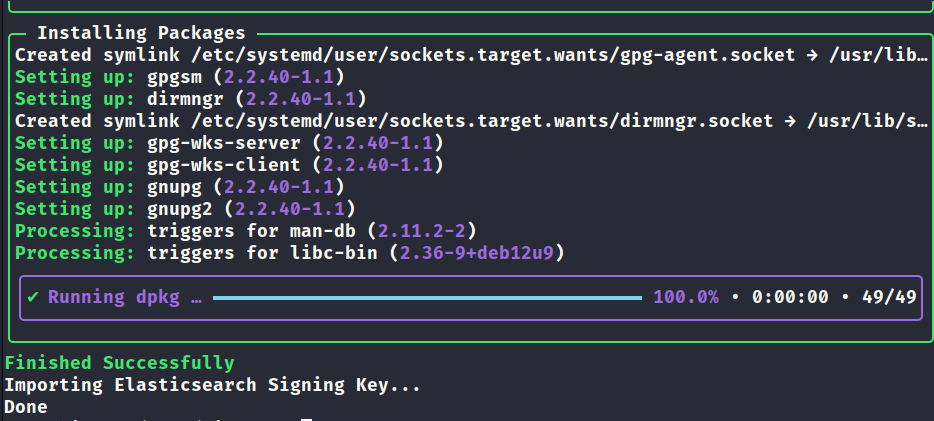 Installing Packages
Created symlink /etc/systemd/user/sockets.target.wants/gpg-agent.socket → /usr/lib…
Setting up: gpgsm (2.2.40-1.1)
Setting up: dirmngr (2.2.40-1.1)
Created symlink /etc/systemd/user/sockets.target.wants/dirmngr.socket → /usr/lib/s…
Setting up: gpg-wks-server (2.2.40-1.1)
Setting up: gpg-wks-client (2.2.40-1.1)
Setting up: gnupg (2.2.40-1.1)
Setting up: gnupg2 (2.2.40-1.1)
Processing: triggers for man-db (2.11.2-2)
Processing: triggers for libc-bin (2.36-9+deb12u9)
✔ Running dpkg … 100.0% • 0:00:00 • 49/49
Finished Successfully
Importing Elasticsearch Signing Key...
Done